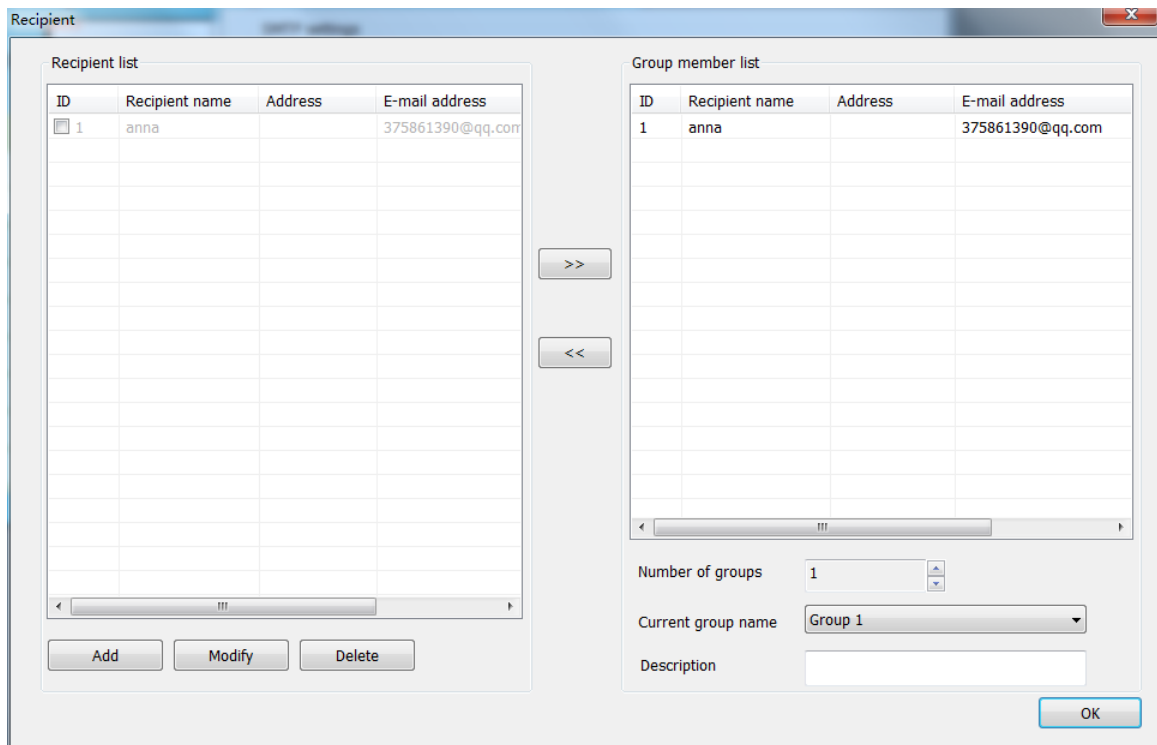 Recipient
SMTP settings
Recipient list
ID Recipient name Address E-mail address
1 anna 375861390@qq.com
>>
<<
Add Modify Delete
Group member list
ID Recipient name Address E-mail address
1 anna 375861390@qq.com
Number of groups 1
Current group name Group 1
Description
OK